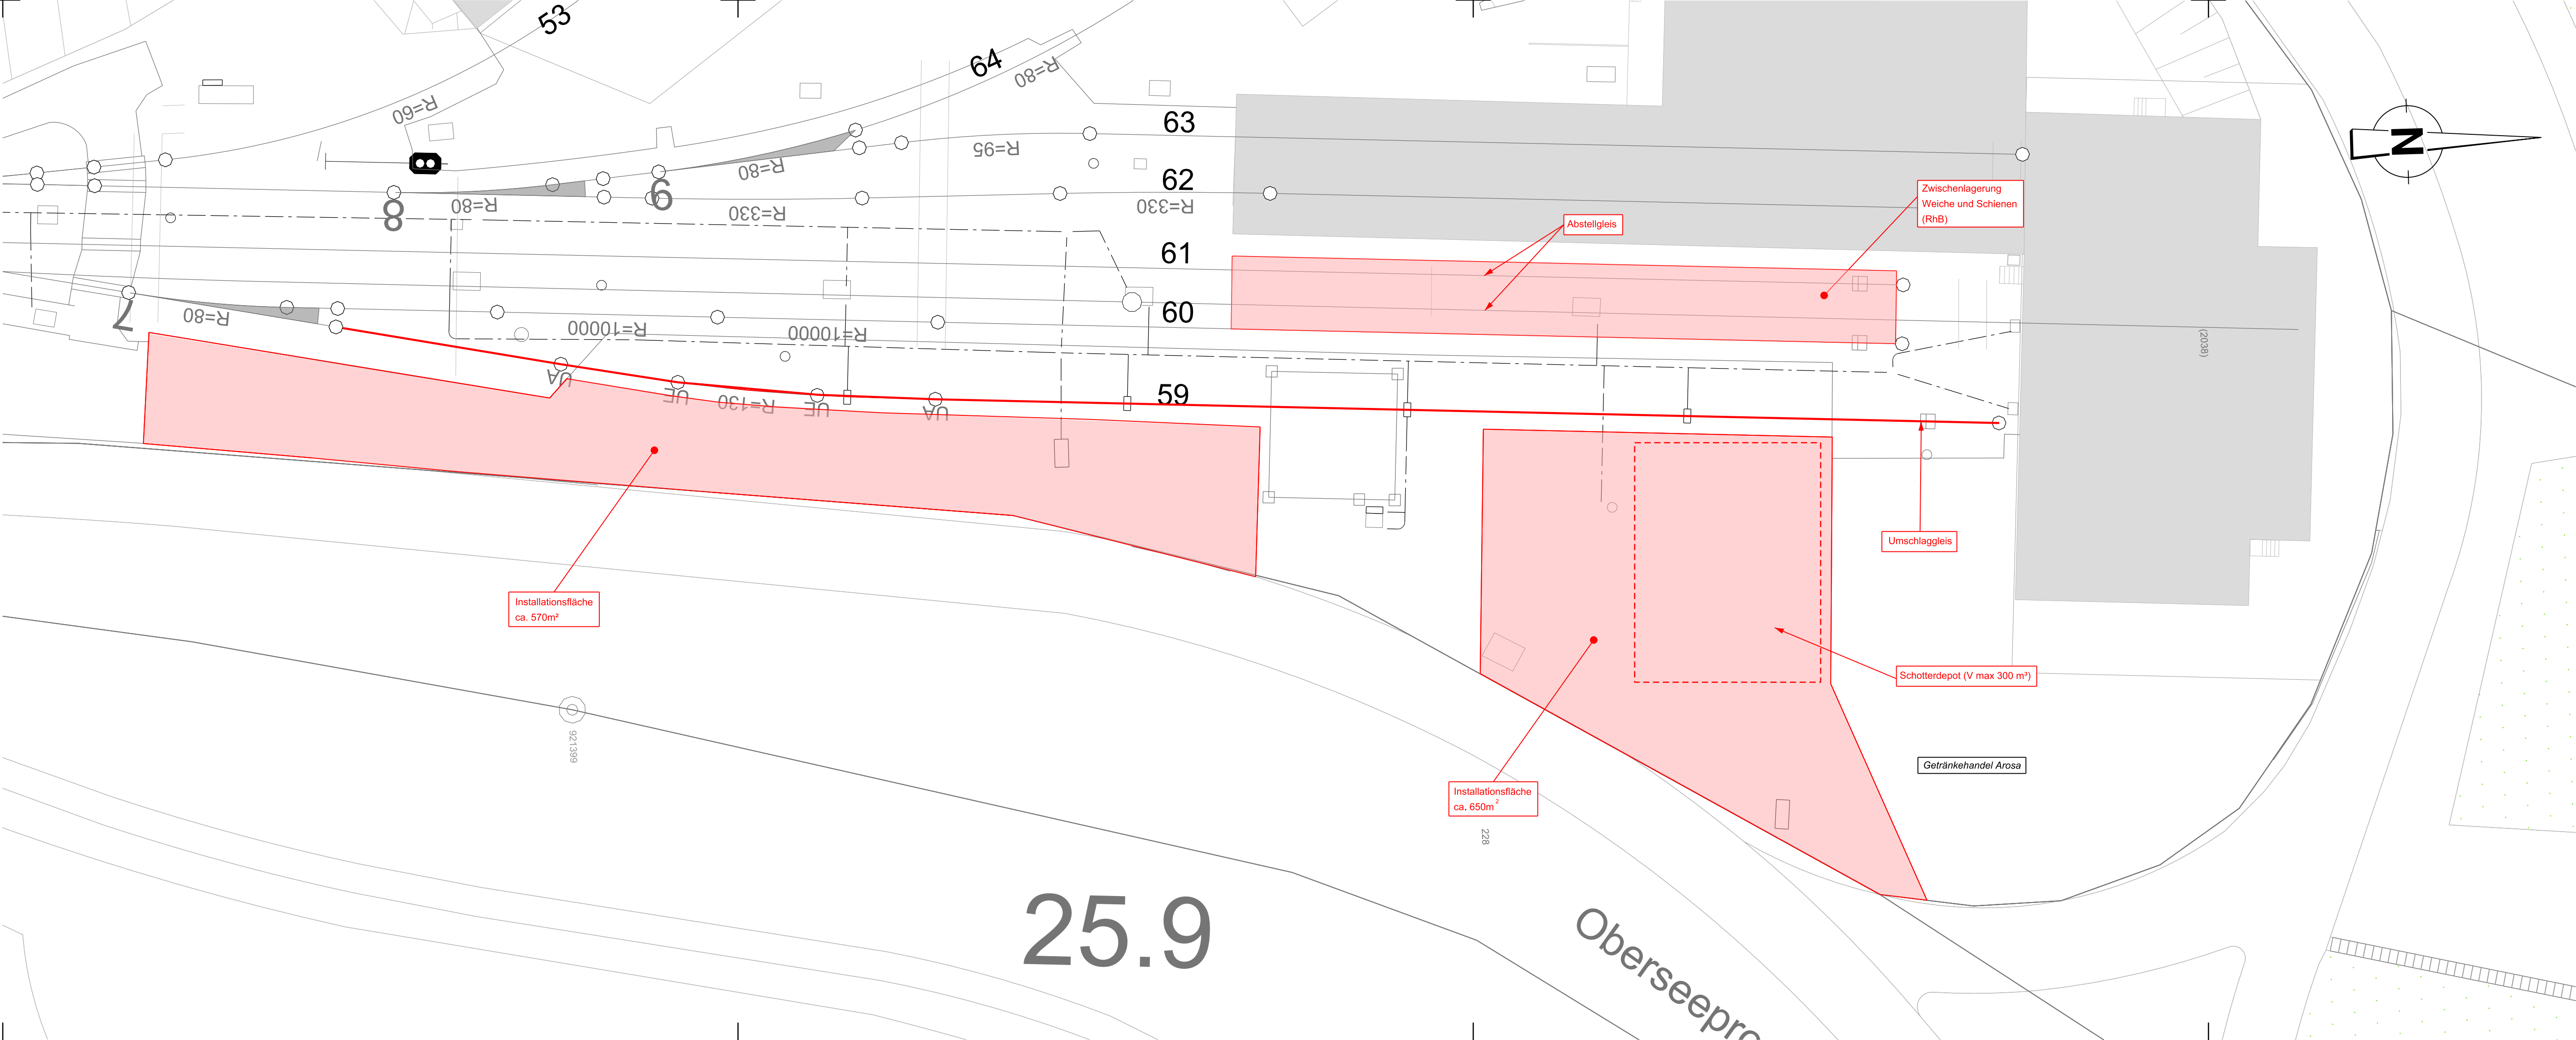 53
64
R=80
R=60
63
R=95
R=80
9
62
R=330
R=330
R=80
8
N
Zwischenlagerung
Weiche und Schienen
(RhB)
Abstellgleis
61
60
7
R=80
R=10000
R=10000
(2038)
UA
UE
R=130
UE
UA
59
Umschlaggleis
Installationsfläche
ca. 570m²
Schotterdepot (V max 300 m³)
921399
Getränkehandel Arosa
Installationsfläche
ca. 650m²
228
25.9
Oberseepro